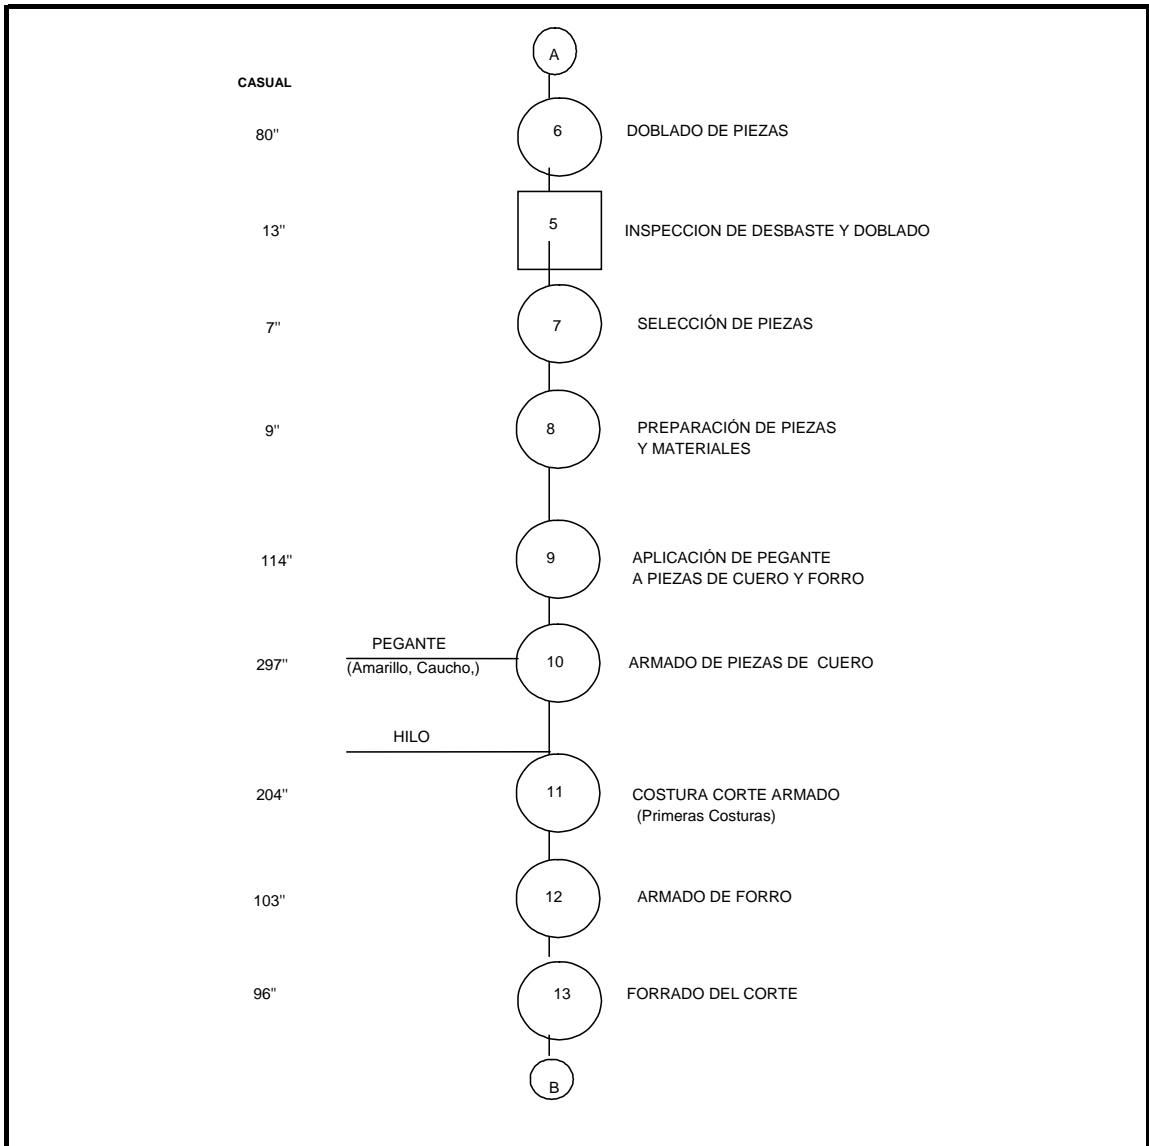 A
CASUAL
80" 6 DOBLADO DE PIEZAS
13" 5 INSPECCION DE DESBASTE Y DOBLADO
7" 7 SELECCIÓN DE PIEZAS
9" 8 PREPARACIÓN DE PIEZAS
Y MATERIALES
114" 9 APLICACIÓN DE PEGANTE
A PIEZAS DE CUERO Y FORRO
PEGANTE
297" (Amarillo, Caucho,) 10 ARMADO DE PIEZAS DE CUERO
HILO
204" 11 COSTURA CORTE ARMADO
(Primeras Costuras)
103" 12 ARMADO DE FORRO
96" 13 FORRADO DEL CORTE
B